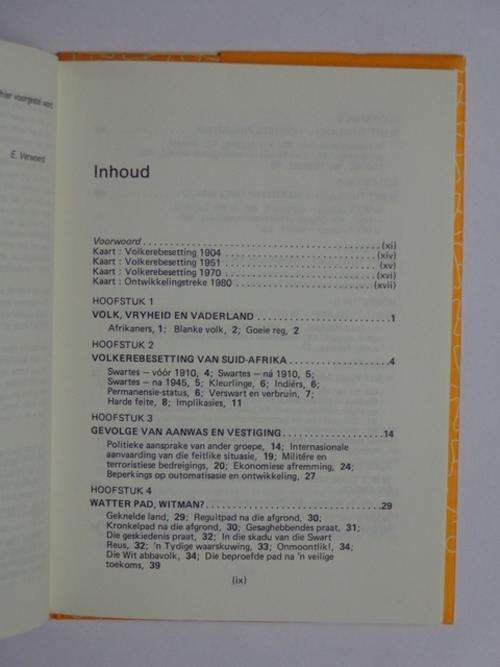 hier voorgestel wort
E. Verwoerd
Inhoud
Voorwoord (xi)
Kaart : Volkerebesetting 1904 (xiv)
Kaart : Volkerebesetting 1951 (xv)
Kaart : Volkerebesetting 1970 (xvi)
Kaart : Ontwikkelingstreke 1980 (xvii)
HOOFSTUK 1
VOLK, VRYHEID EN VADERLAND 1
Afrikaners, 1; Blanke volk, 2; Goeie reg, 2
HOOFSTUK 2
VOLKEREBESETTING VAN SUID-AFRIKA 4
Swartes – vóór 1910, 4; Swartes – ná 1910, 5;
Swartes – na 1945, 5; Kleurlinge, 6; Indiërs, 6;
Permanensie-status, 6; Verswart en verbruin, 7;
Harde feite, 8; Implikasies, 11
HOOFSTUK 3
GEVOLGE VAN AANWAS EN VESTIGING 14
Politieke aansprake van ander groepe, 14; Internasionale
aanvaarding van die feitlike situasie, 19; Militêre en
terroristiese bedreigings, 20; Ekonomiese afremming, 24;
Beperkings op outomatisasie en ontwikkeling, 27
HOOFSTUK 4
WATTER PAD, WITMAN? 29
Geknelde land, 29; Reguitpad na die afgrond, 30;
Kronkelpad na die afgrond, 30; Gesaghebbendes praat, 31;
Die geskiedenis praat, 32; In die skadu van die Swart
Reus, 32; 'n Tydige waarskuwing, 33; Onmoontlik!, 34;
Die Wit abbavolk, 34; Die beproefde pad na 'n veilige
toekoms, 39
(ix)